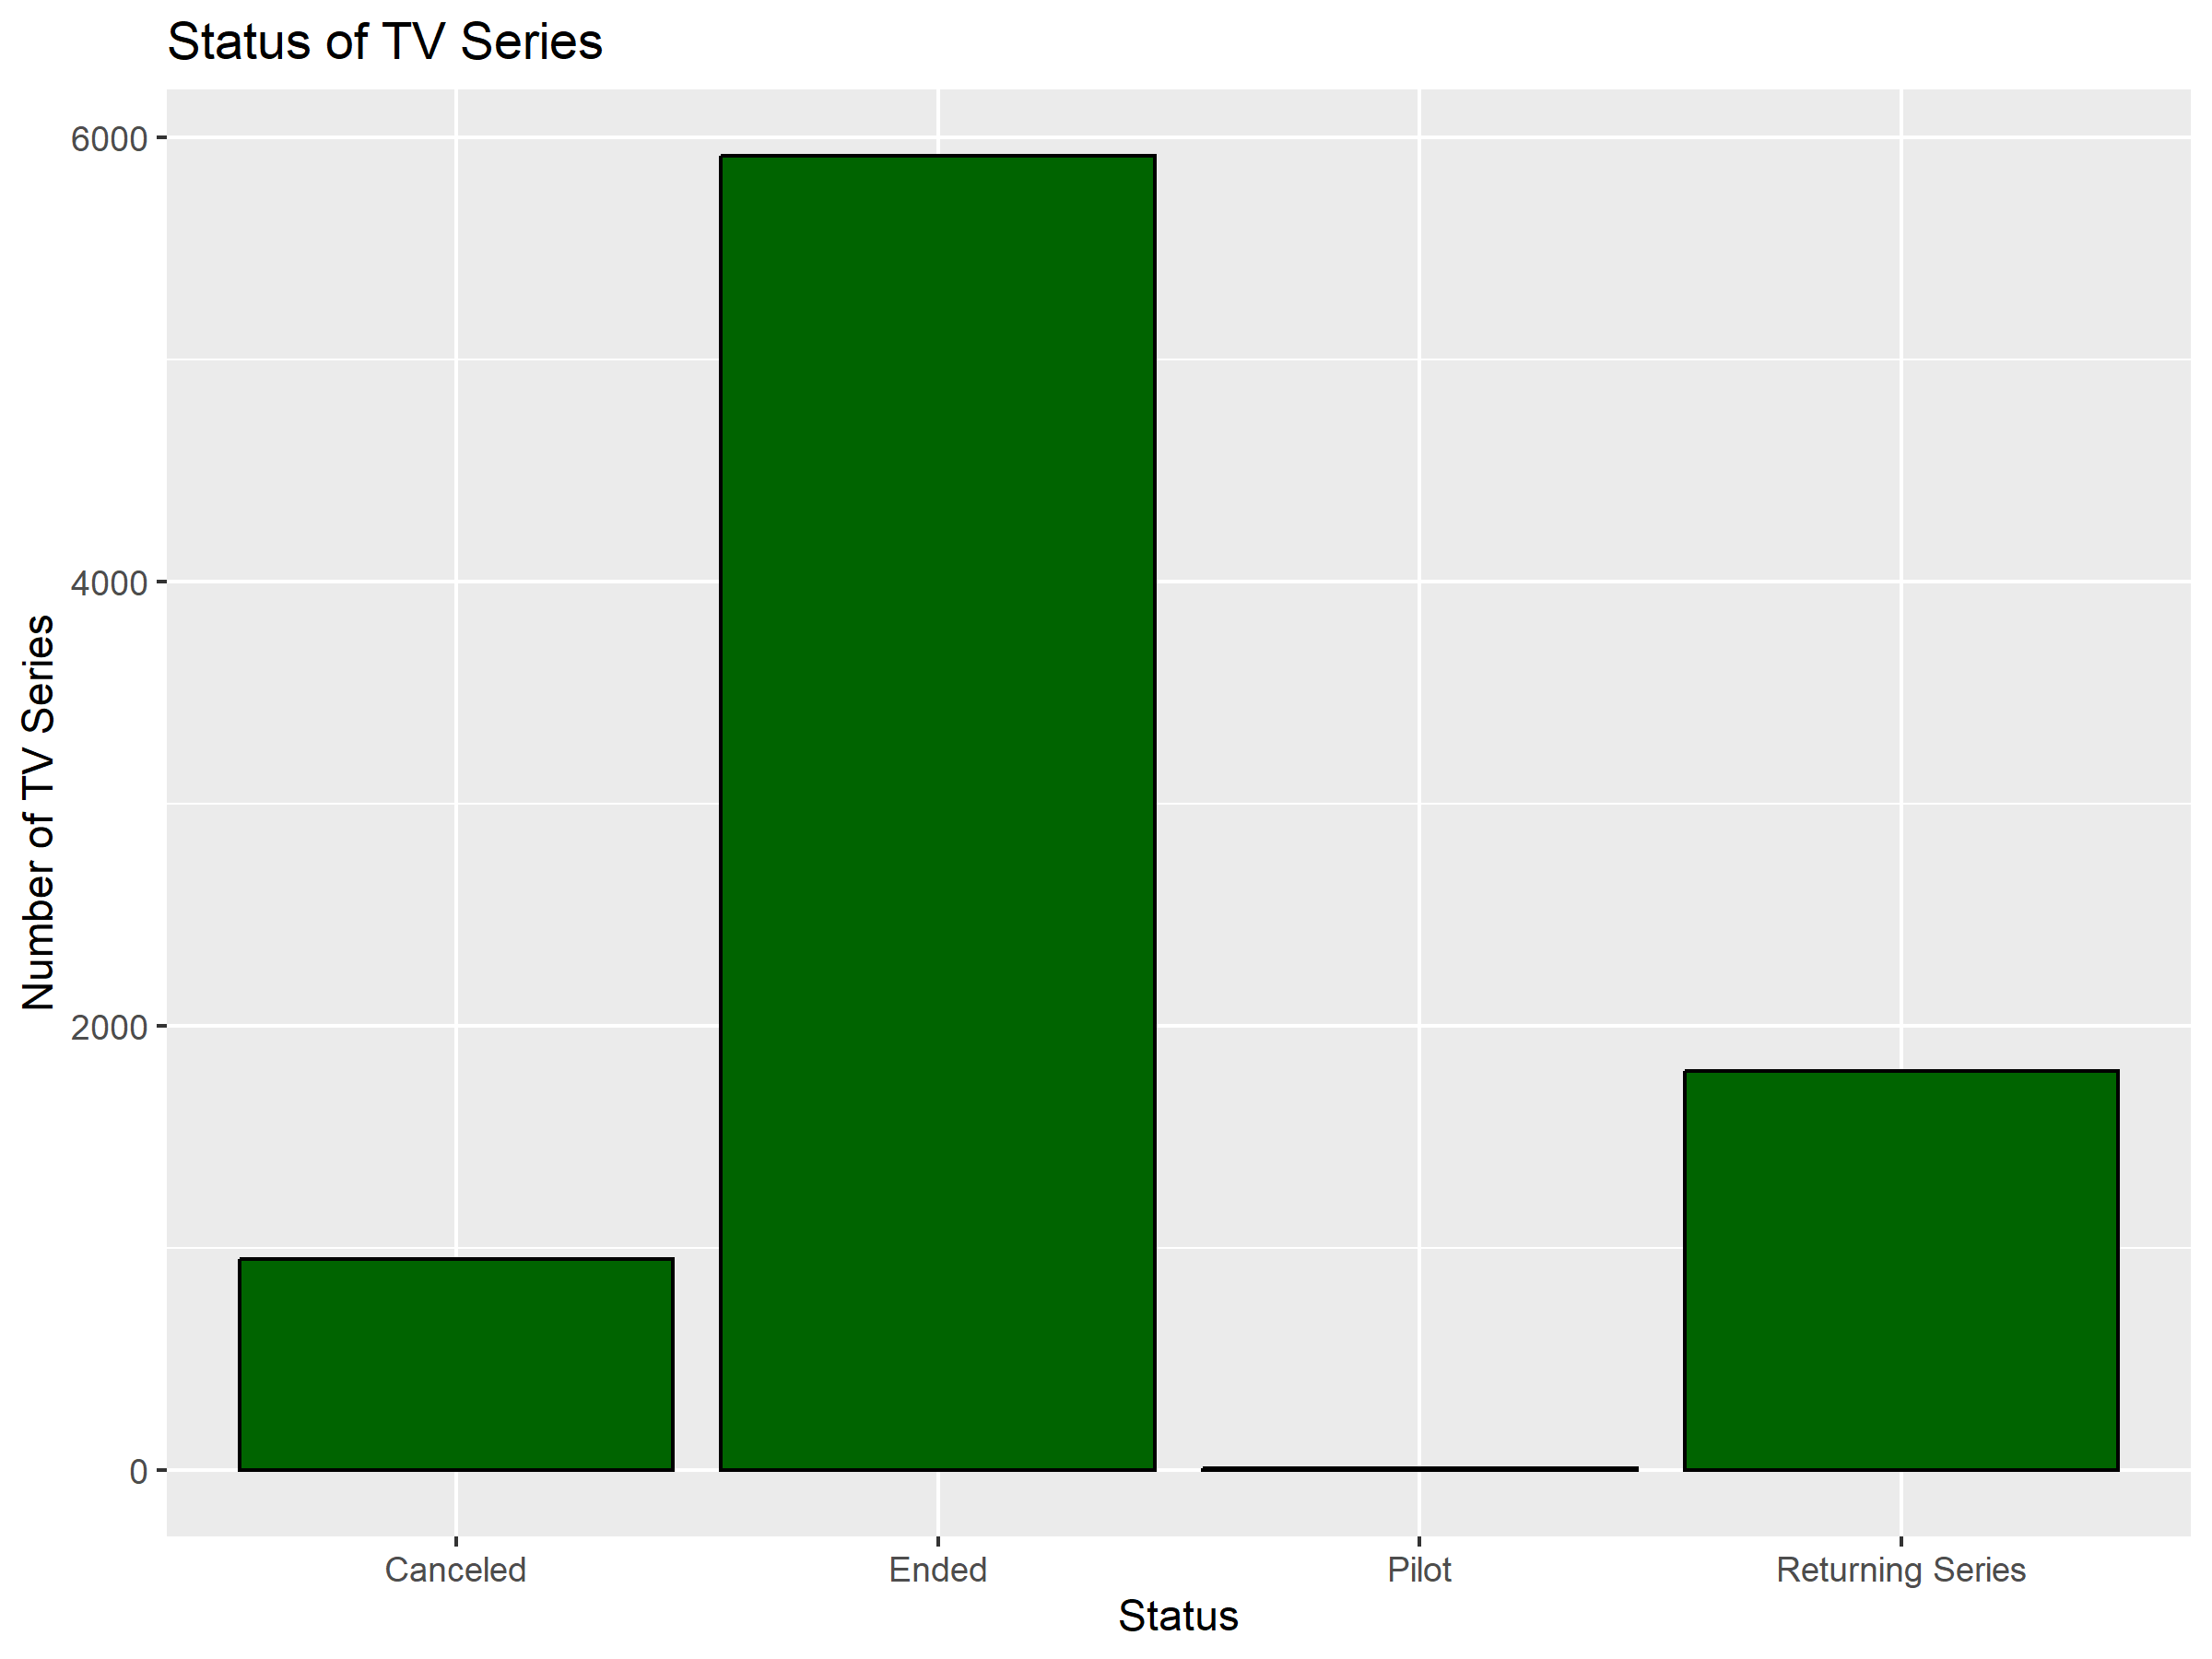 Status of TV Series
6000
4000
2000
0
Number of TV Series
Canceled
Ended
Pilot
Returning Series
Status